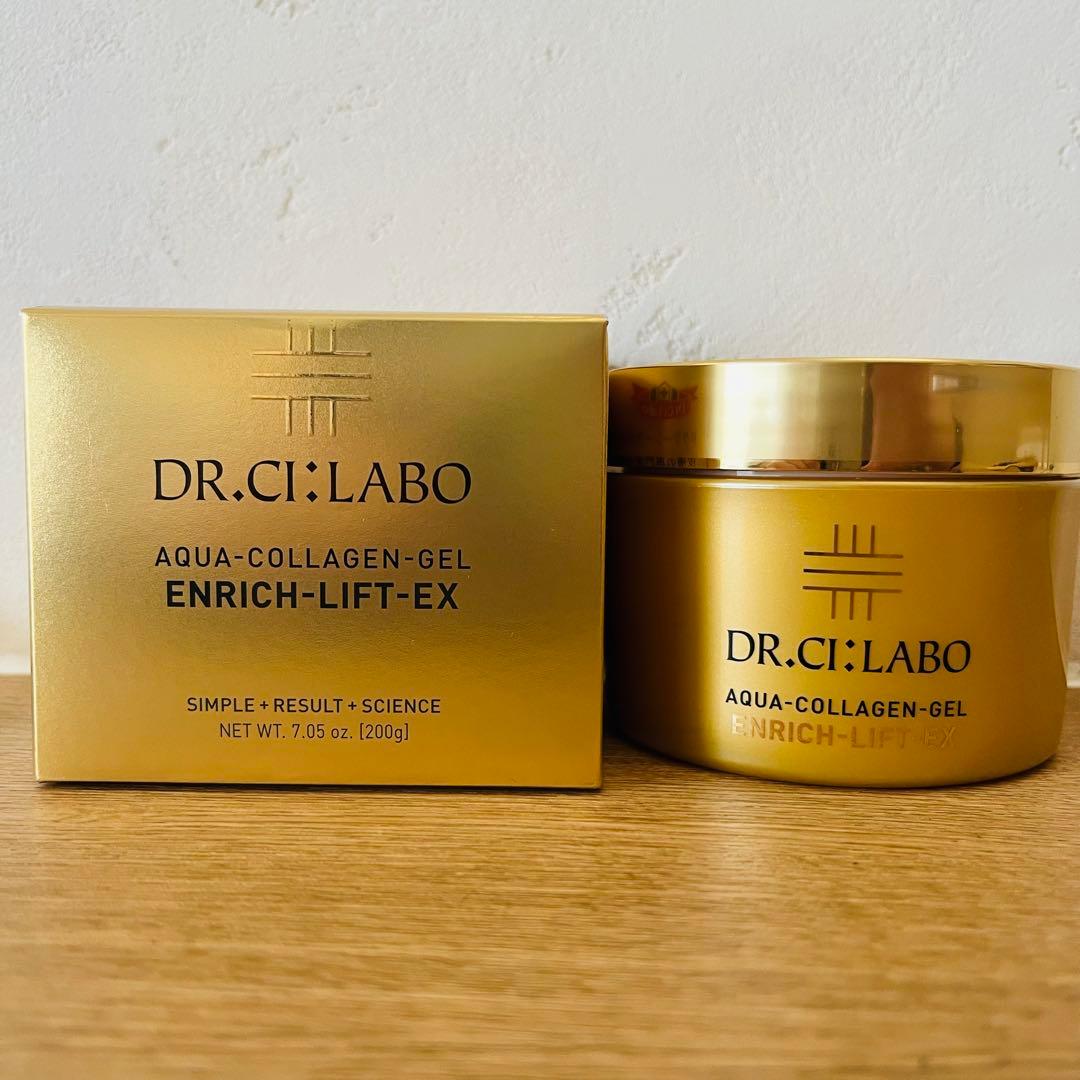 DR.CI:LABO
AQUA-COLLAGEN-GEL
ENRICH-LIFT-EX
SIMPLE + RESULT + SCIENCE
NET WT. 7.05 oz. [200g]
DR.CI:LABO
AQUA-COLLAGEN-GEL
ENRICH-LIFT-EX